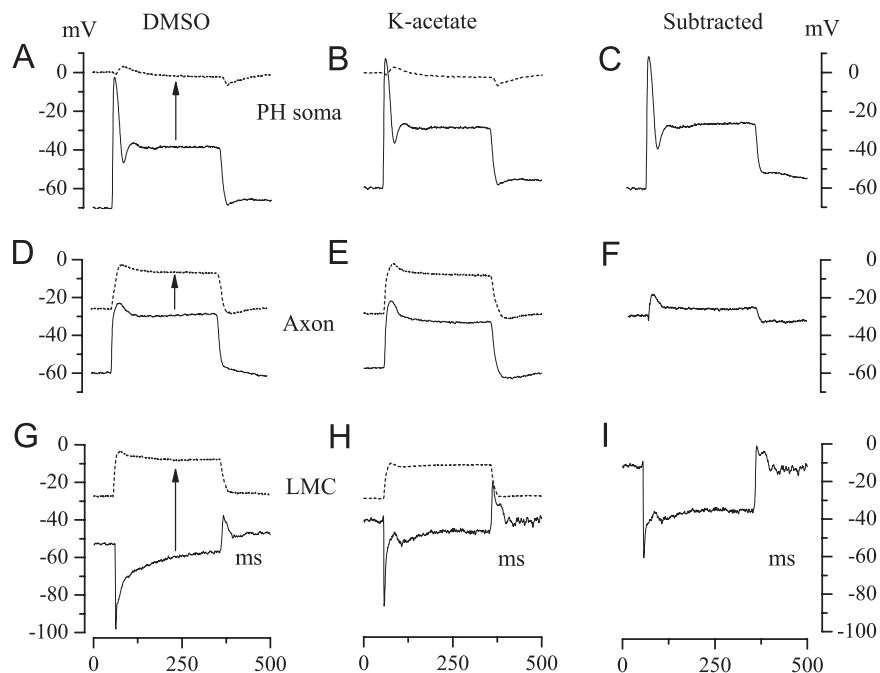 DMSO K-acetate Subtracted
mV mV
A B C
0 0
-20 -20
PH soma
-40 -40
-60 -60
D E F
0 0
-20 -20
Axon
-40 -40
-60 -60
G H I
0 0
-20 -20
LMC
-40 -40
ms ms ms
-60 -60
-80 -80
-100 -100
0 250 500 0 250 500 0 250 500